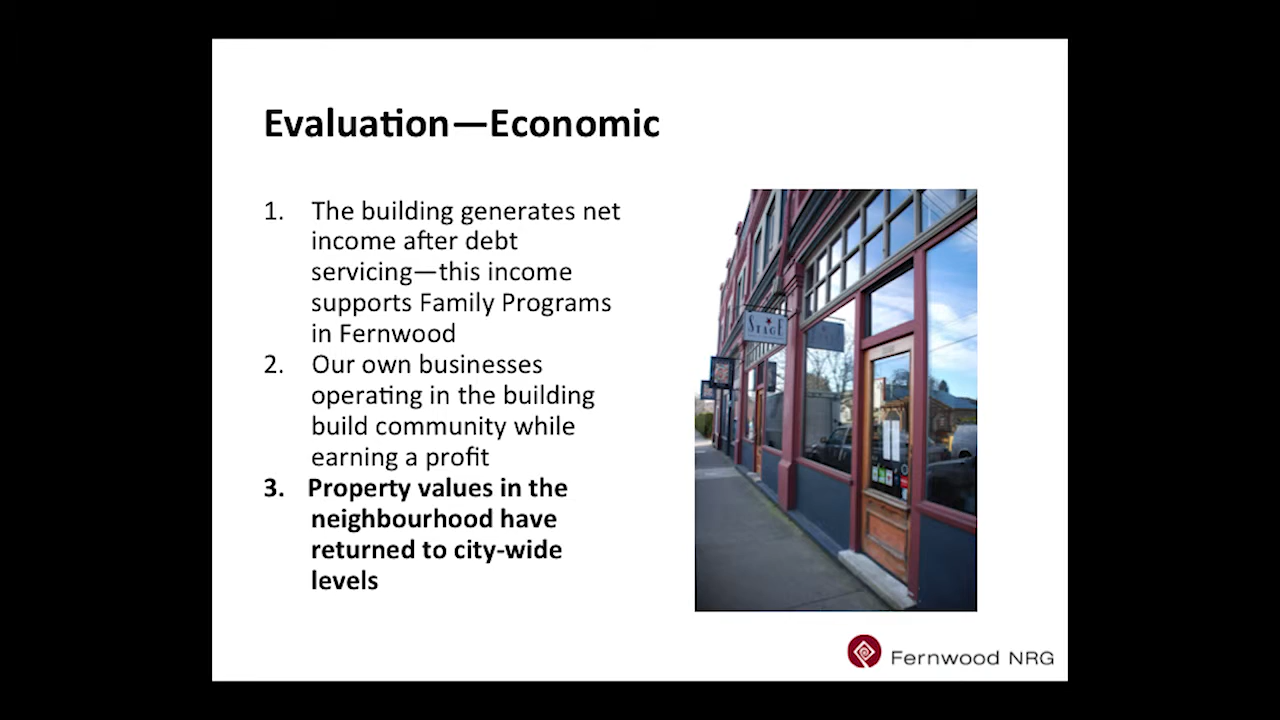 Evaluation—Economic
1. The building generates net
income after debt
servicing—this income
supports Family Programs
in Fernwood
2. Our own businesses
operating in the building
build community while
earning a profit
3. Property values in the
neighbourhood have
returned to city-wide
levels
STAGE
Fernwood NRG